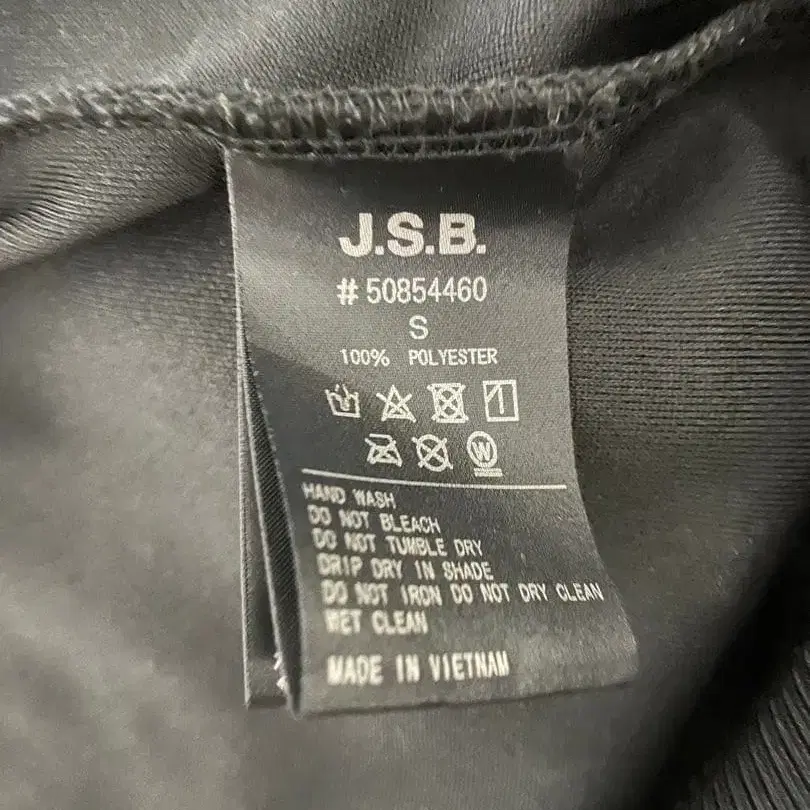 J.S.B.
# 50854460
S
100% POLYESTER
W
HAND WASH
DO NOT BLEACH
DO NOT TUMBLE DRY
DRIP DRY IN SHADE
DO NOT IRON DO NOT DRY CLEAN
WET CLEAN
MADE IN VIETNAM